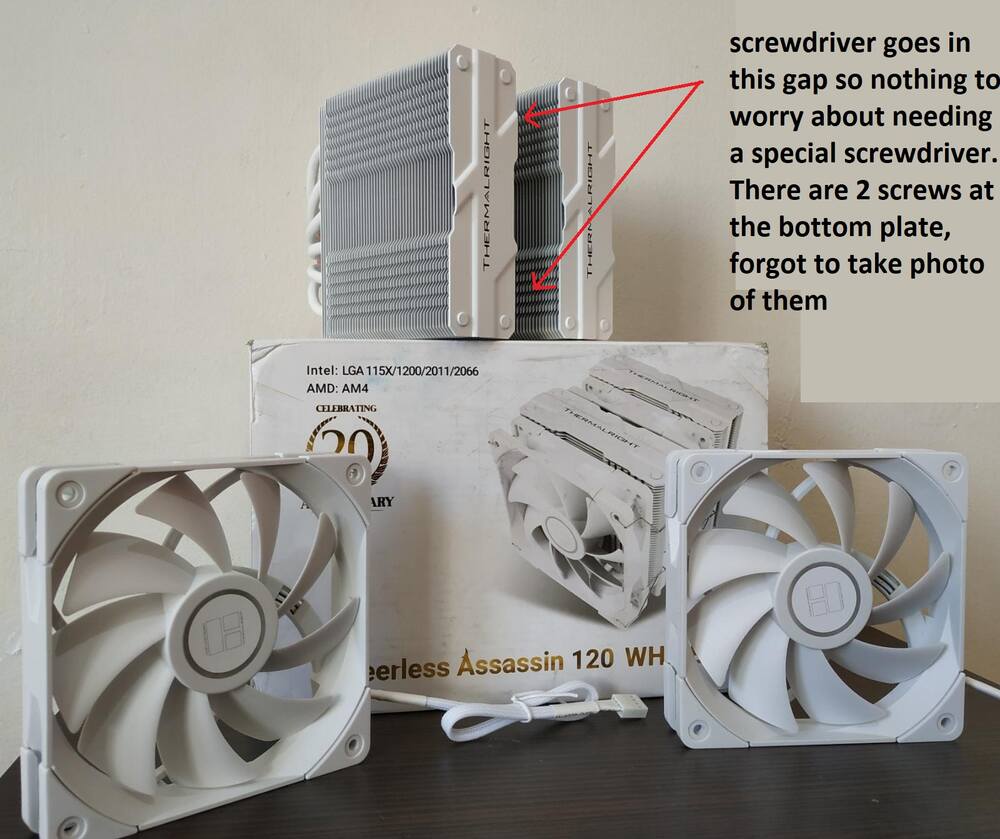 screwdriver goes in
this gap so nothing to
worry about needing
a special screwdriver.
There are 2 screws at
the bottom plate,
forgot to take photo
of them
THERMALRIGHT
THERMALRIGHT
Intel: LGA 115X/1200/2011/2066
AMD: AM4
CELEBRATING
20
ARY
THERMALRIGHT
THERMALRIGHT
eerless Assassin 120 WH